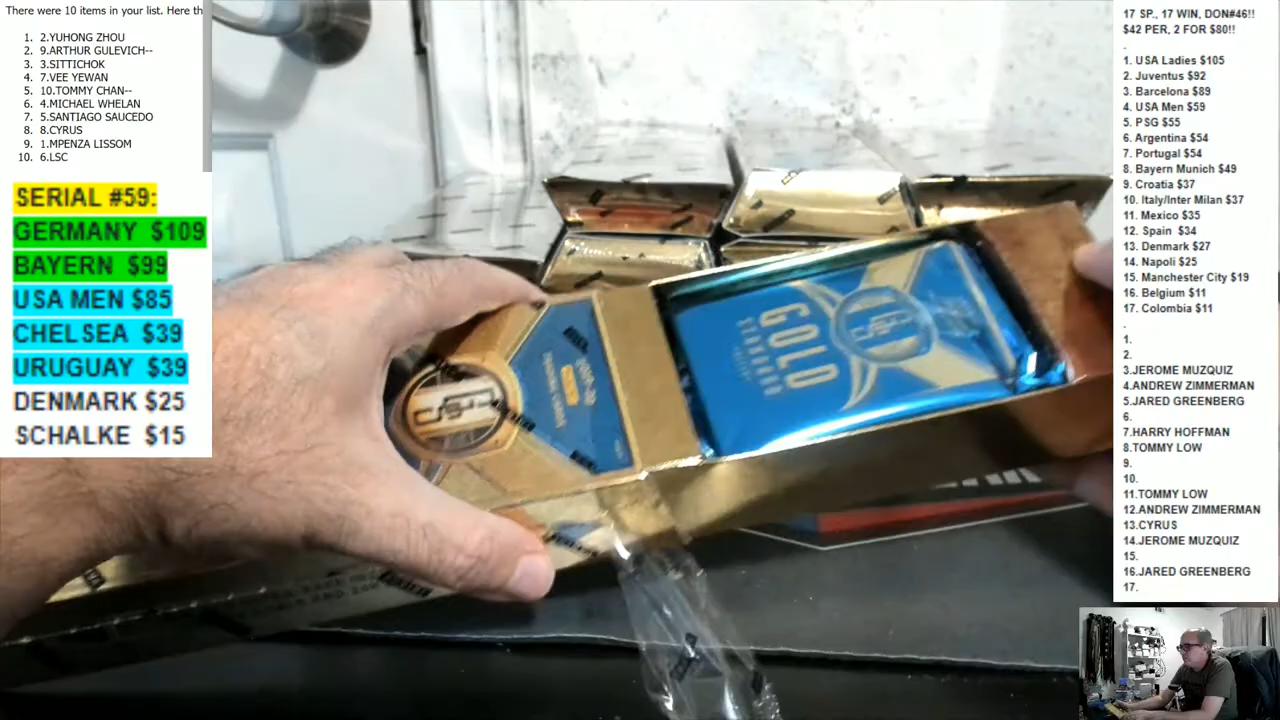 There were 10 items in your list. Here th
1. 2.YUHONG ZHOU
2. 9.ARTHUR GULEVICH--
3. 3.SITTICHOK
4. 7.VEE YEWAN
5. 10.TOMMY CHAN--
6. 4.MICHAEL WHELAN
7. 5.SANTIAGO SAUCEDO
8. 8.CYRUS
9. 1.MPENZA LISSOM
10. 6.LSC
SERIAL #59:
GERMANY $109
BAYERN $99
USA MEN $85
CHELSEA $39
URUGUAY $39
DENMARK $25
SCHALKE $15
GOLD
STANDARD
GS
17 SP., 17 WIN, DON#46!!
$42 PER, 2 FOR $80!!
.
1. USA Ladies $105
2. Juventus $92
3. Barcelona $89
4. USA Men $59
5. PSG $55
6. Argentina $54
7. Portugal $54
8. Bayern Munich $49
9. Croatia $37
10. Italy/Inter Milan $37
11. Mexico $35
12. Spain $34
13. Denmark $27
14. Napoli $25
15. Manchester City $19
16. Belgium $11
17. Colombia $11
.
1.
2.
3.JEROME MUZQUIZ
4.ANDREW ZIMMERMAN
5.JARED GREENBERG
6.
7.HARRY HOFFMAN
8.TOMMY LOW
9.
10.
11.TOMMY LOW
12.ANDREW ZIMMERMAN
13.CYRUS
14.JEROME MUZQUIZ
15.
16.JARED GREENBERG
17.